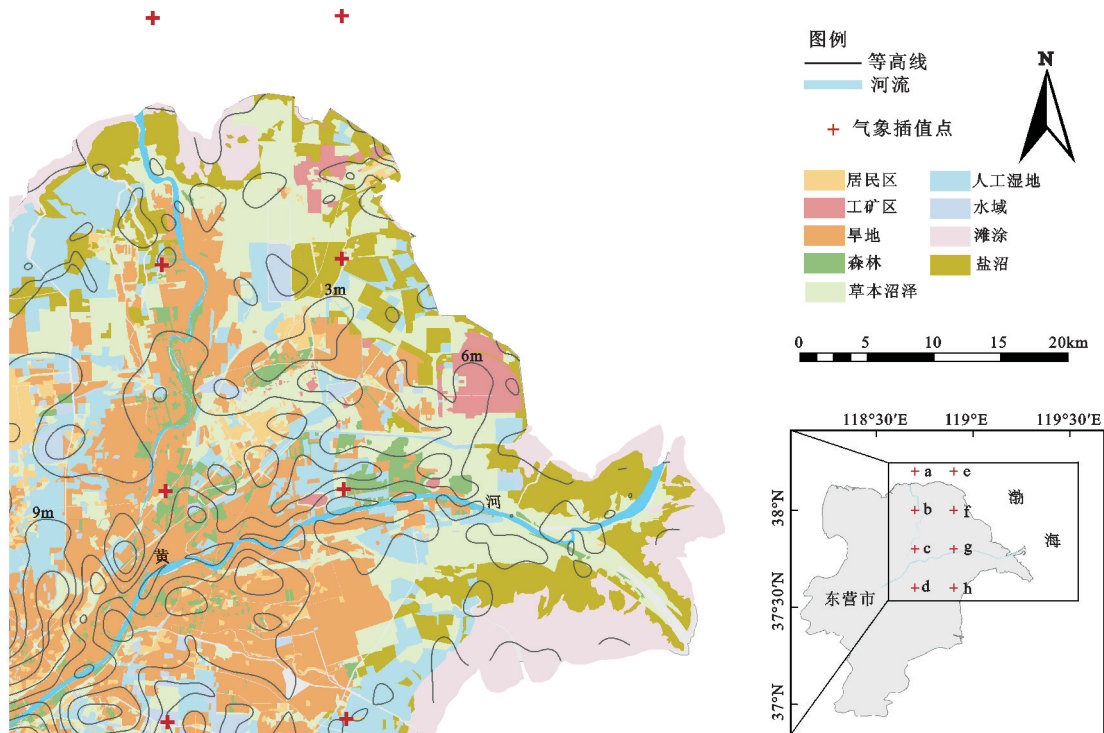 图例
等高线
河流
气象插值点
N
居民区
人工湿地
工矿区
水域
旱地
滩涂
森林
盐沼
草本沼泽
0 5 10 15 20km
3m
6m
9m
黄
河
118°30′E 119°E 119°30′E
38°N
37°30′N
37°N
a e
b f
c g
d h
渤
海
东营市